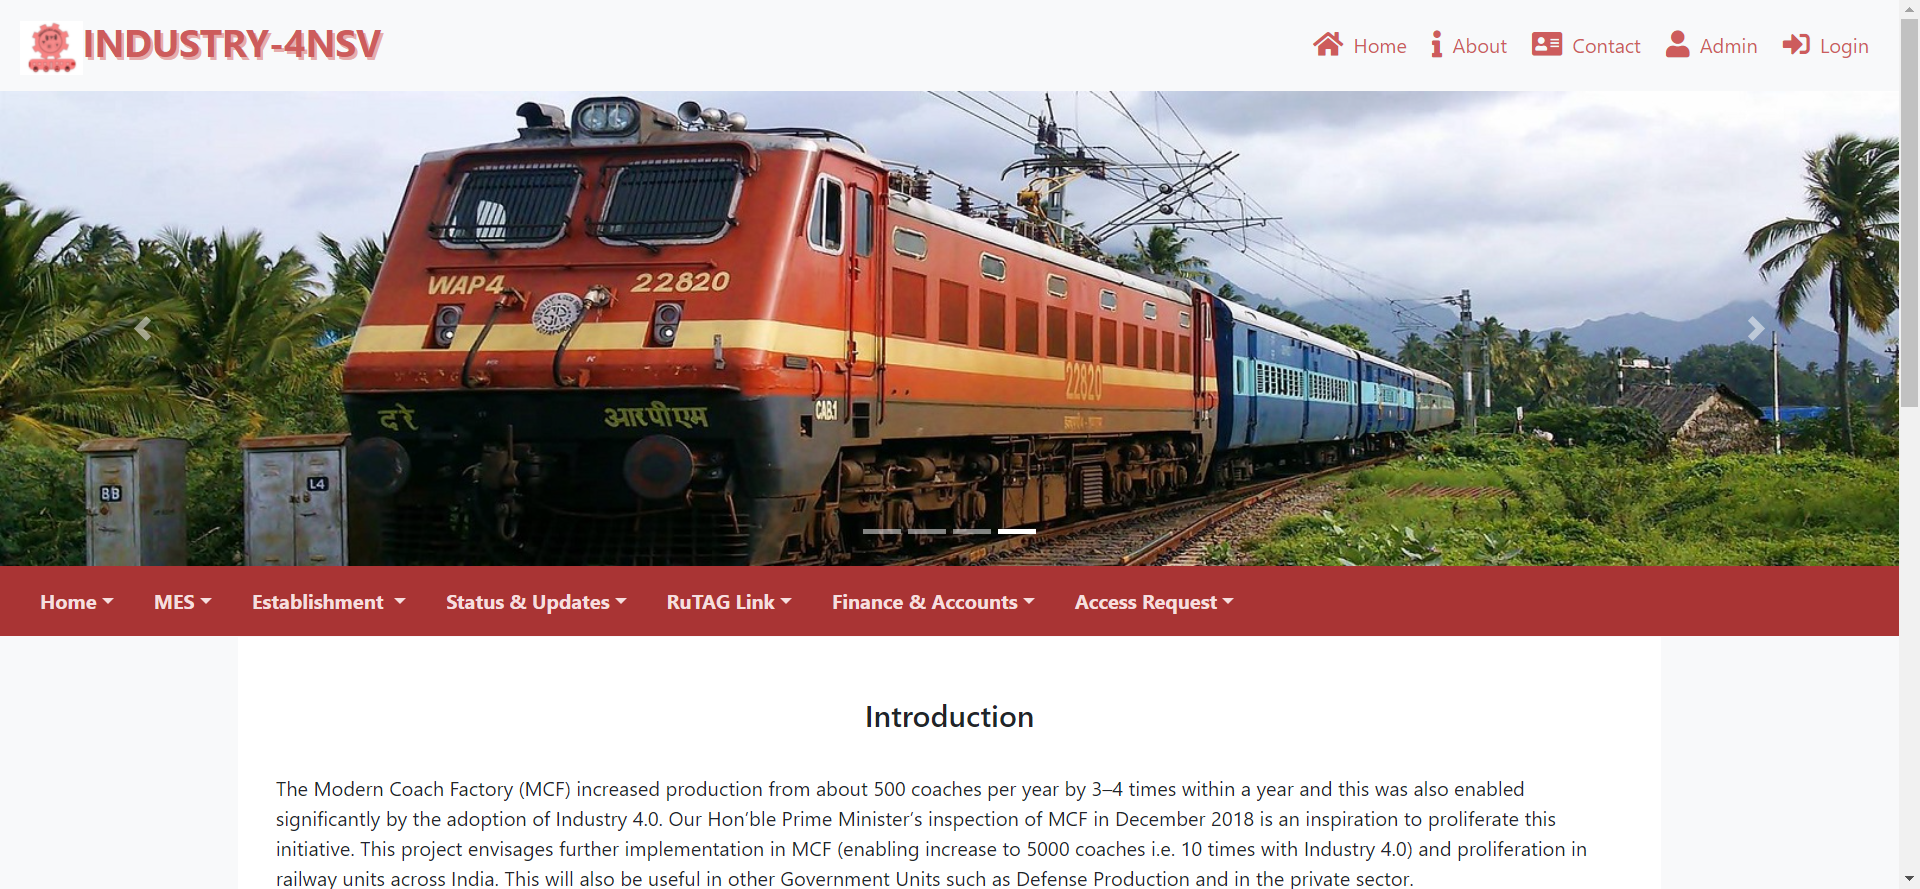 INDUSTRY-4NSV
Home About Contact Admin Login
WAP4 22820
22820
CAB.1
दरे आरपीएम
BB
L4
Home MES Establishment Status & Updates RuTAG Link Finance & Accounts Access Request
Introduction
The Modern Coach Factory (MCF) increased production from about 500 coaches per year by 3–4 times within a year and this was also enabled
significantly by the adoption of Industry 4.0. Our Hon’ble Prime Minister’s inspection of MCF in December 2018 is an inspiration to proliferate this
initiative. This project envisages further implementation in MCF (enabling increase to 5000 coaches i.e. 10 times with Industry 4.0) and proliferation in
railway units across India. This will also be useful in other Government Units such as Defense Production and in the private sector.